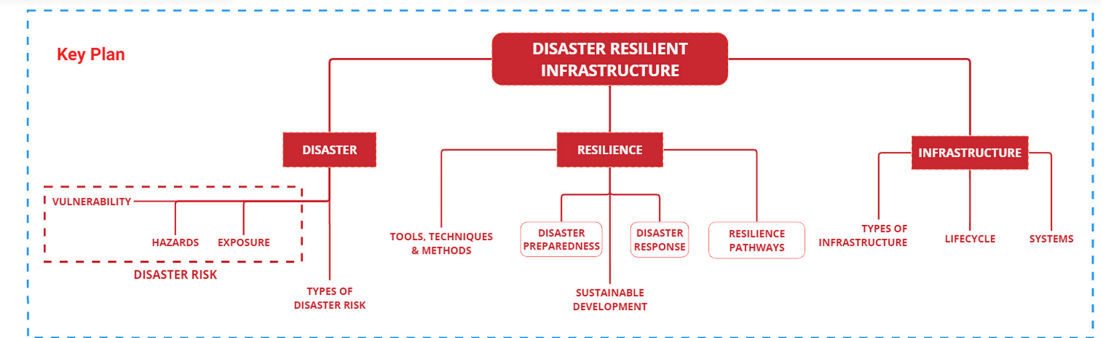 Key Plan
DISASTER RESILIENT
INFRASTRUCTURE
DISASTER
RESILIENCE
INFRASTRUCTURE
VULNERABILITY
HAZARDS
EXPOSURE
DISASTER RISK
TYPES OF
DISASTER RISK
TOOLS, TECHNIQUES
& METHODS
DISASTER
PREPAREDNESS
DISASTER
RESPONSE
SUSTAINABLE
DEVELOPMENT
RESILIENCE
PATHWAYS
TYPES OF
INFRASTRUCTURE
LIFECYCLE
SYSTEMS